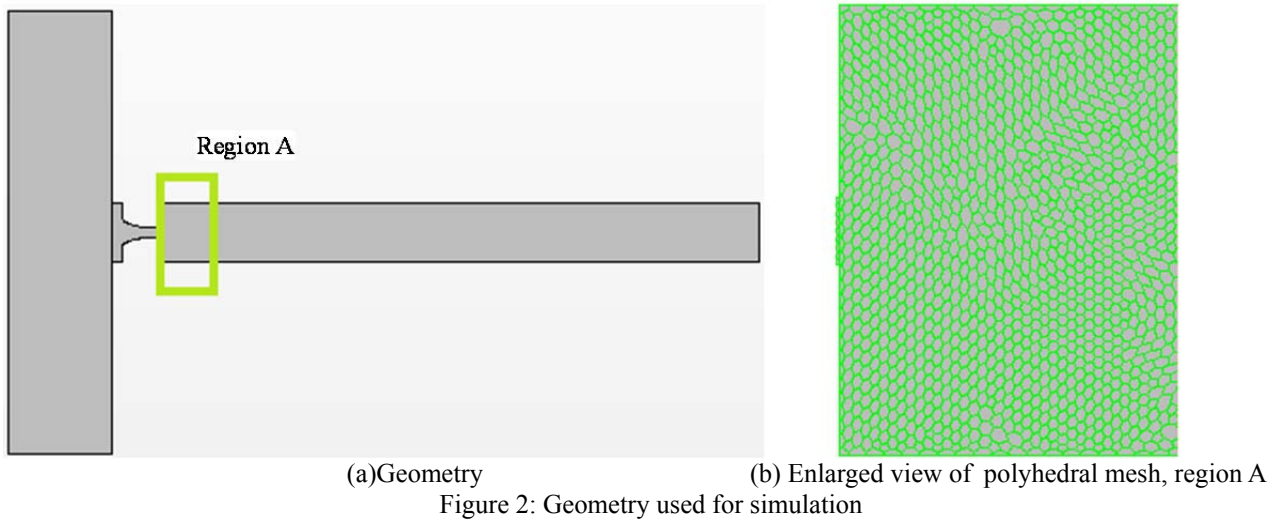 Region A
(a)Geometry
(b) Enlarged view of polyhedral mesh, region A
Figure 2: Geometry used for simulation